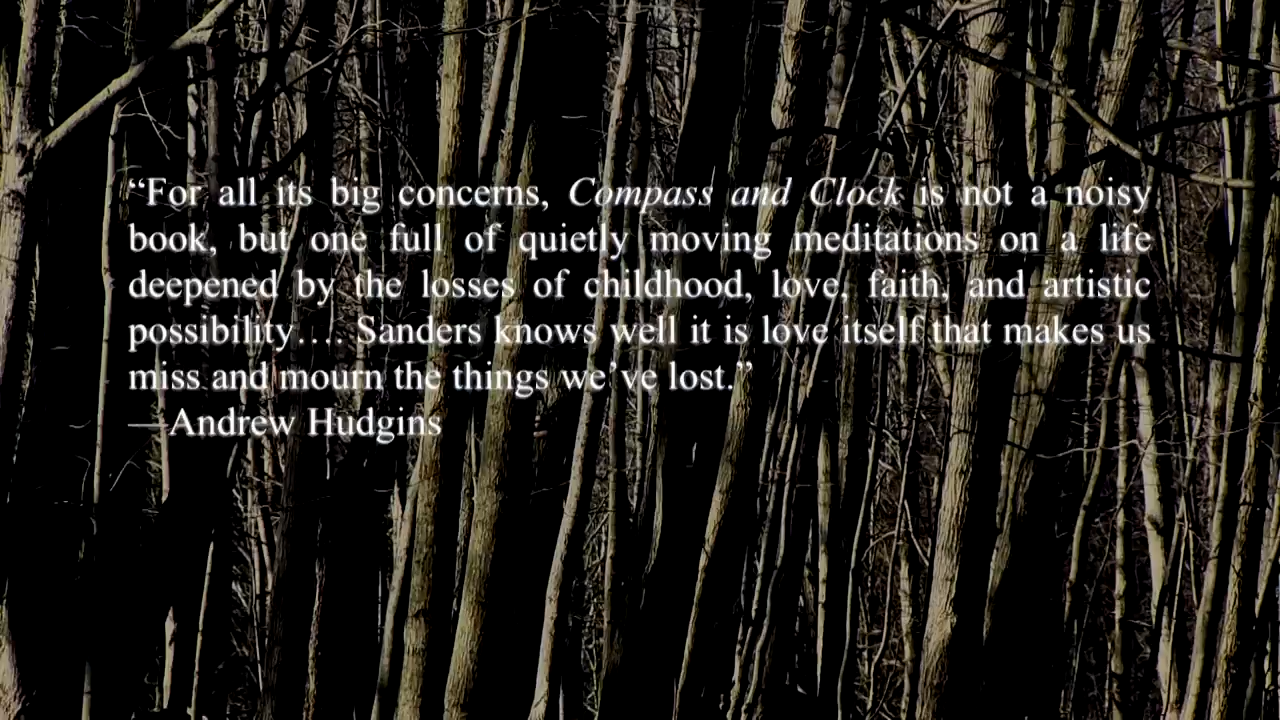 “For all its big concerns, Compass and Clock is not a noisy
book, but one full of quietly moving meditations on a life
deepened by the losses of childhood, love, faith, and artistic
possibility…. Sanders knows well it is love itself that makes us
miss and mourn the things we’ve lost.”
—Andrew Hudgins